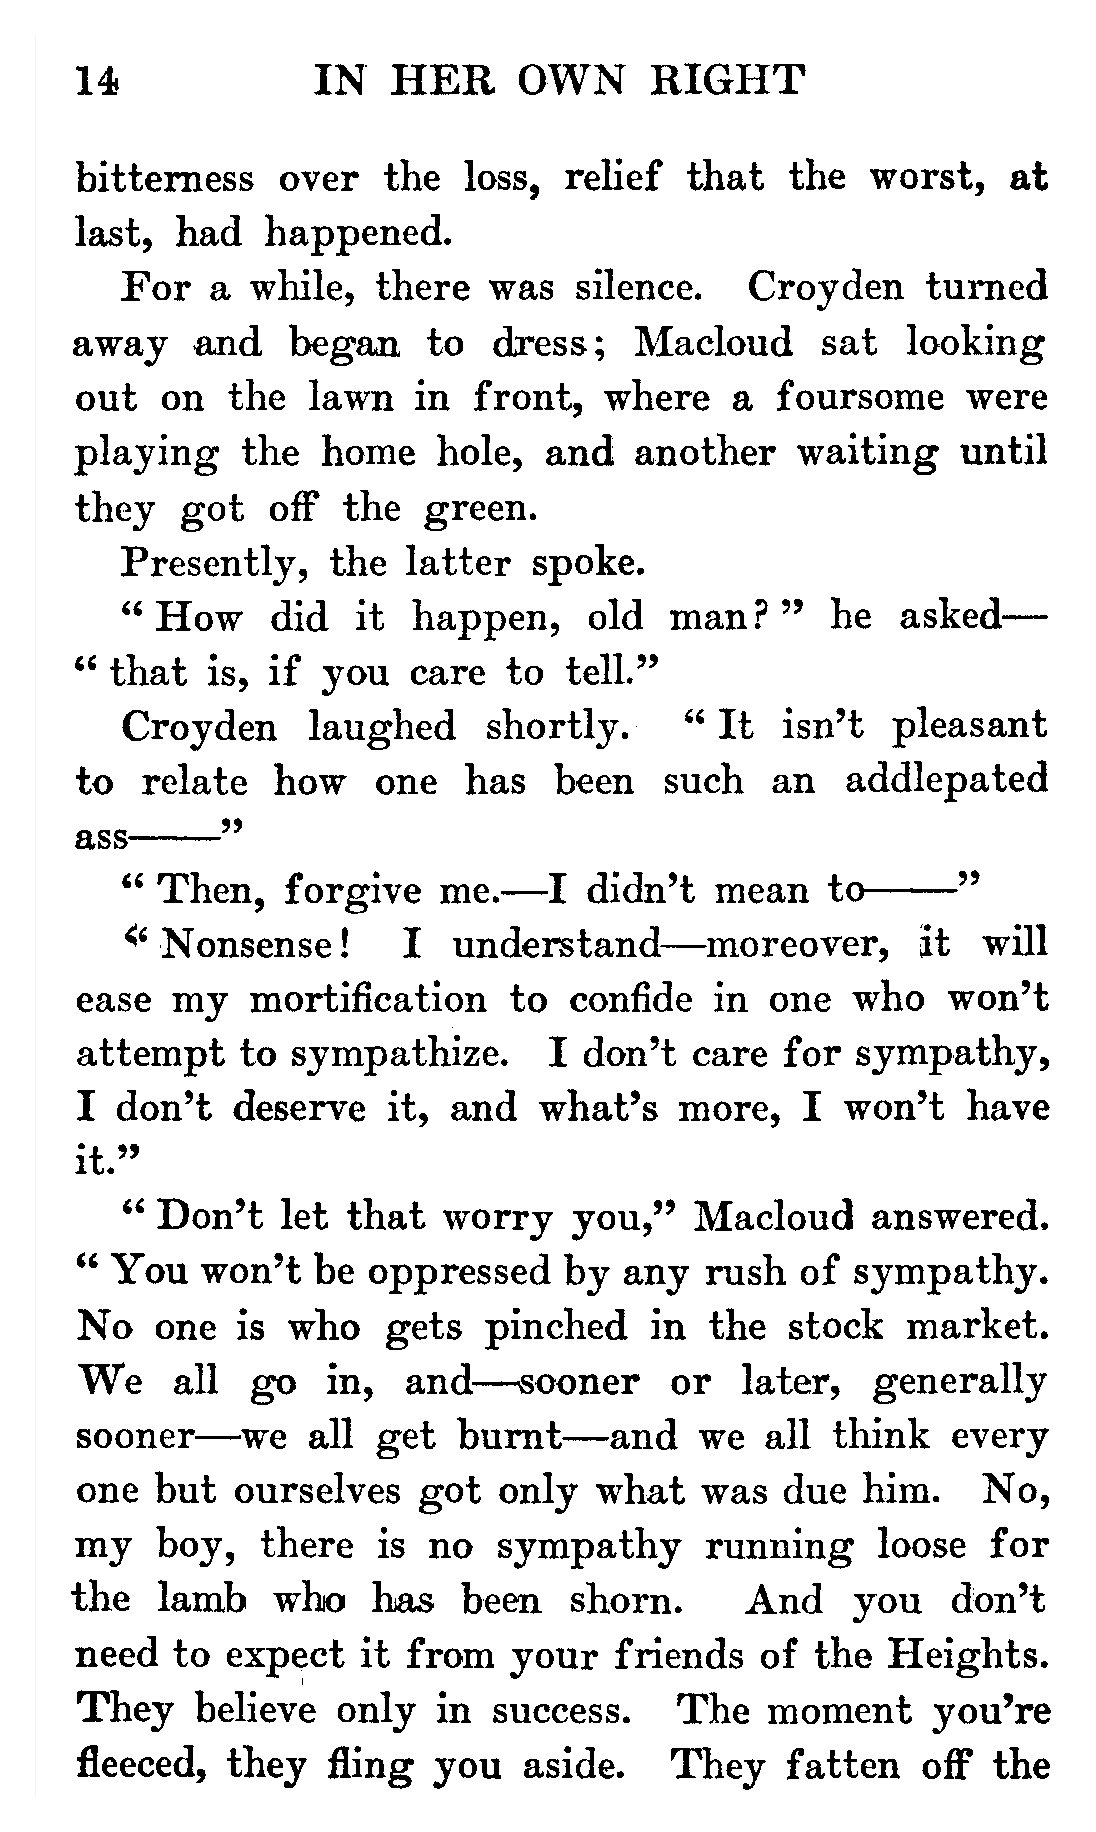 14 IN HER OWN RIGHT
bitterness over the loss, relief that the worst, at
last, had happened.
For a while, there was silence. Croyden turned
away and began to dress; Macloud sat looking
out on the lawn in front, where a foursome were
playing the home hole, and another waiting until
they got off the green.
Presently, the latter spoke.
“ How did it happen, old man? ” he asked—
“ that is, if you care to tell.”
Croyden laughed shortly. “ It isn’t pleasant
to relate how one has been such an addlepated
ass——”
“ Then, forgive me.—I didn’t mean to——”
“ Nonsense! I understand—moreover, it will
ease my mortification to confide in one who won’t
attempt to sympathize. I don’t care for sympathy,
I don’t deserve it, and what’s more, I won’t have
it.”
“ Don’t let that worry you,” Macloud answered.
“ You won’t be oppressed by any rush of sympathy.
No one is who gets pinched in the stock market.
We all go in, and—sooner or later, generally
sooner—we all get burnt—and we all think every
one but ourselves got only what was due him. No,
my boy, there is no sympathy running loose for
the lamb who has been shorn. And you don’t
need to expect it from your friends of the Heights.
They believe only in success. The moment you’re
fleeced, they fling you aside. They fatten off the